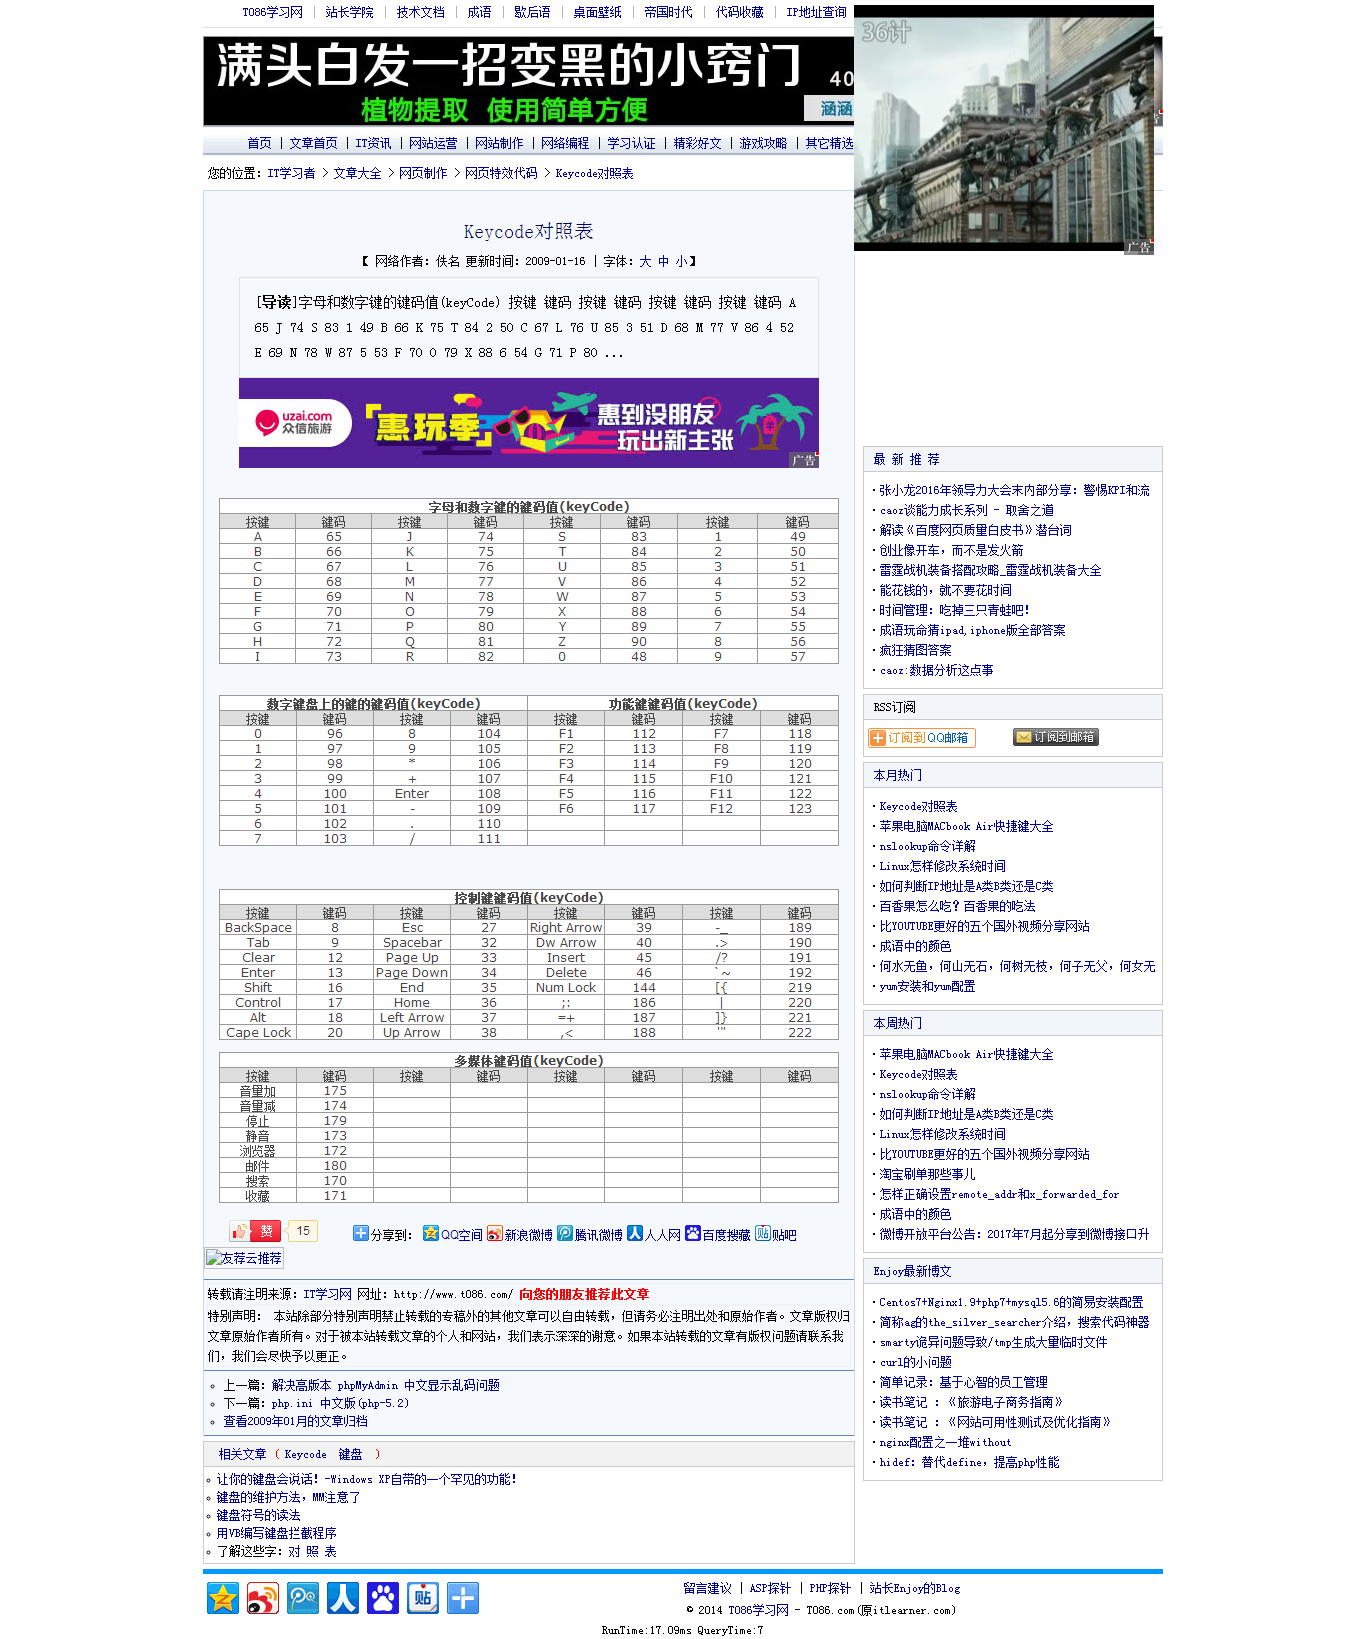 T086学习网 | 站长学院 | 技术文档 | 成语 | 歇后语 | 桌面壁纸 | 帝国时代 | 代码收藏 | IP地址查询
36计
广告
满头白发一招变黑的小窍门 40
植物提取 使用简单方便
涵涵
首页 | 文章首页 | IT资讯 | 网站运营 | 网站制作 | 网络编程 | 学习认证 | 精彩好文 | 游戏攻略 | 其它精选
您的位置：IT学习者 > 文章大全 > 网页制作 > 网页特效代码 > Keycode对照表
Keycode对照表
【 网络作者：佚名 更新时间：2009-01-16 | 字体：大 中 小】
[导读]字母和数字键的键码值(keyCode) 按键 键码 按键 键码 按键 键码 按键 键码 A
65 J 74 S 83 1 49 B 66 K 75 T 84 2 50 C 67 L 76 U 85 3 51 D 68 M 77 V 86 4 52
E 69 N 78 W 87 5 53 F 70 O 79 X 88 6 54 G 71 P 80 ...
uzai.com
众信旅游
「惠玩季」
惠到没朋友
玩出新主张
广告
字母和数字键的键码值(keyCode)
按键 键码 按键 键码 按键 键码 按键 键码
A 65 J 74 S 83 1 49
B 66 K 75 T 84 2 50
C 67 L 76 U 85 3 51
D 68 M 77 V 86 4 52
E 69 N 78 W 87 5 53
F 70 O 79 X 88 6 54
G 71 P 80 Y 89 7 55
H 72 Q 81 Z 90 8 56
I 73 R 82 0 48 9 57
数字键盘上的键的键码值(keyCode) 功能键键码值(keyCode)
按键 键码 按键 键码 按键 键码 按键 键码
0 96 8 104 F1 112 F7 118
1 97 9 105 F2 113 F8 119
2 98 * 106 F3 114 F9 120
3 99 + 107 F4 115 F10 121
4 100 Enter 108 F5 116 F11 122
5 101 - 109 F6 117 F12 123
6 102 . 110
7 103 / 111
控制键键码值(keyCode)
按键 键码 按键 键码 按键 键码 按键 键码
BackSpace 8 Esc 27 Right Arrow 39 -_ 189
Tab 9 Spacebar 32 Dw Arrow 40 .> 190
Clear 12 Page Up 33 Insert 45 /? 191
Enter 13 Page Down 34 Delete 46 `~ 192
Shift 16 End 35 Num Lock 144 [{ 219
Control 17 Home 36 ;: 186 | 220
Alt 18 Left Arrow 37 =+ 187 ]} 221
Cape Lock 20 Up Arrow 38 ,< 188 '" 222
多媒体键码值(keyCode)
按键 键码 按键 键码 按键 键码 按键 键码
音量加 175
音量减 174
停止 179
静音 173
浏览器 172
邮件 180
搜索 170
收藏 171
赞 15 分享到： QQ空间 新浪微博 腾讯微博 人人网 百度搜藏 贴吧
友荐云推荐
转载请注明来源：IT学习网 网址：http://www.t086.com/ 向您的朋友推荐此文章
特别声明： 本站除部分特别声明禁止转载的专稿外的其他文章可以自由转载，但请务必注明出处和原始作者。文章版权归
文章原始作者所有。对于被本站转载文章的个人和网站，我们表示深深的谢意。如果本站转载的文章有版权问题请联系我
们，我们会尽快予以更正。
上一篇：解决高版本 phpMyAdmin 中文显示乱码问题
下一篇：php.ini 中文版(php-5.2)
查看2009年01月的文章归档
相关文章 ( Keycode 键盘 )
让你的键盘会说话！-Windows XP自带的一个罕见的功能！
键盘的维护方法，MM注意了
键盘符号的读法
用VB编写键盘拦截程序
了解这些字：对 照 表
最 新 推 荐
·张小龙2016年领导力大会末内部分享：警惕KPI和流
·caoz谈能力成长系列 - 取舍之道
·解读《百度网页质量白皮书》潜台词
·创业像开车，而不是发火箭
·雷霆战机装备搭配攻略_雷霆战机装备大全
·能花钱的，就不要花时间
·时间管理：吃掉三只青蛙吧！
·成语玩命猜ipad,iphone版全部答案
·疯狂猜图答案
·caoz:数据分析这点事
RSS订阅
订阅到QQ邮箱 订阅到邮箱
本月热门
·Keycode对照表
·苹果电脑MACbook Air快捷键大全
·nslookup命令详解
·Linux怎样修改系统时间
·如何判断IP地址是A类B类还是C类
·百香果怎么吃？百香果的吃法
·比YOUTUBE更好的五个国外视频分享网站
·成语中的颜色
·何水无鱼，何山无石，何树无枝，何子无父，何女无
·yum安装和yum配置
本周热门
·苹果电脑MACbook Air快捷键大全
·Keycode对照表
·nslookup命令详解
·如何判断IP地址是A类B类还是C类
·Linux怎样修改系统时间
·比YOUTUBE更好的五个国外视频分享网站
·淘宝刷单那些事儿
·怎样正确设置remote_addr和x_forwarded_for
·成语中的颜色
·微博开放平台公告：2017年7月起分享到微博接口升
Enjoy最新博文
·Centos7+Nginx1.9+php7+mysql5.6的简易安装配置
·简称ag的the_silver_searcher介绍，搜索代码神器
·smarty诡异问题导致/tmp生成大量临时文件
·curl的小问题
·简单记录：基于心智的员工管理
·读书笔记 ：《旅游电子商务指南》
·读书笔记 ：《网站可用性测试及优化指南》
·nginx配置之一堆without
·hidef：替代define，提高php性能
留言建议 | ASP探针 | PHP探针 | 站长Enjoy的Blog
© 2014 T086学习网 - T086.com(原itlearner.com)
RunTime:17.09ms QueryTime:7